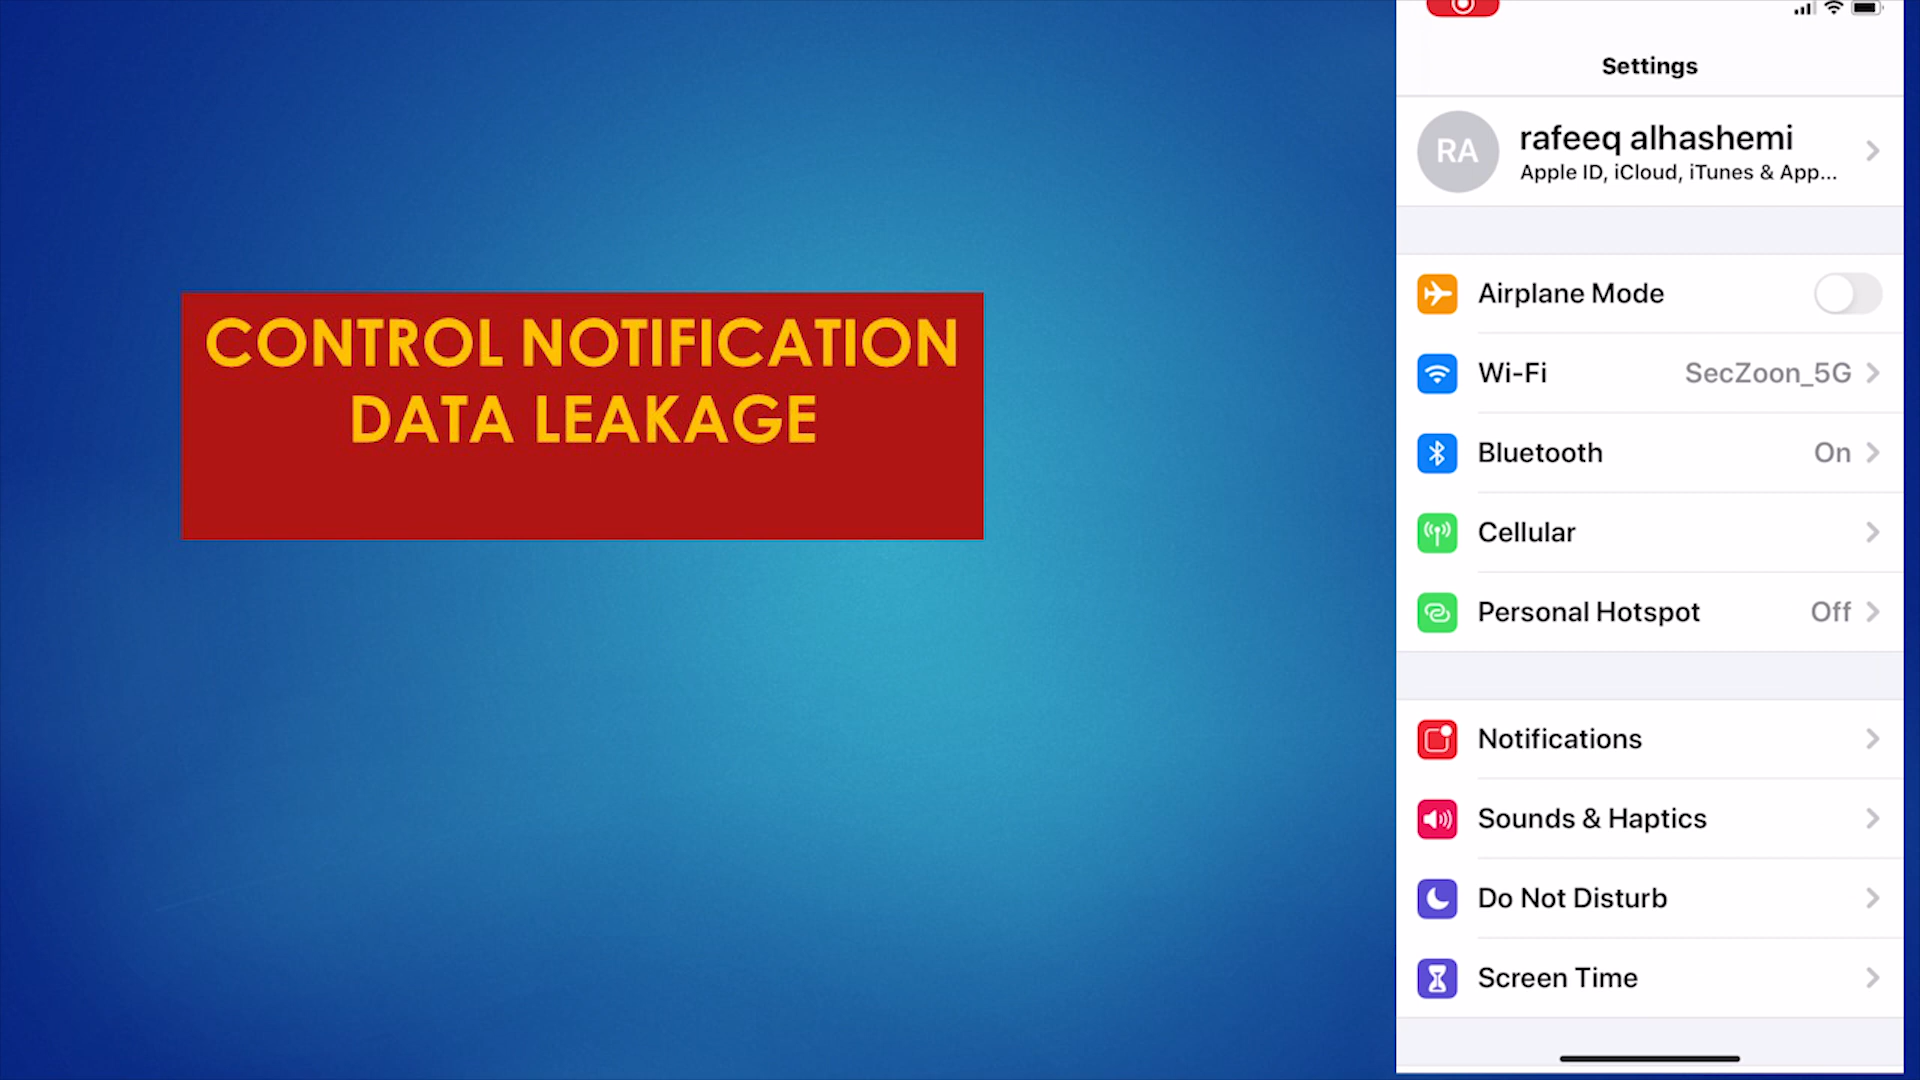 CONTROL NOTIFICATION
DATA LEAKAGE
Settings
RA
rafeeq alhashemi
Apple ID, iCloud, iTunes & App...
Airplane Mode
Wi-Fi SecZoon_5G
Bluetooth On
Cellular
Personal Hotspot Off
Notifications
Sounds & Haptics
Do Not Disturb
Screen Time